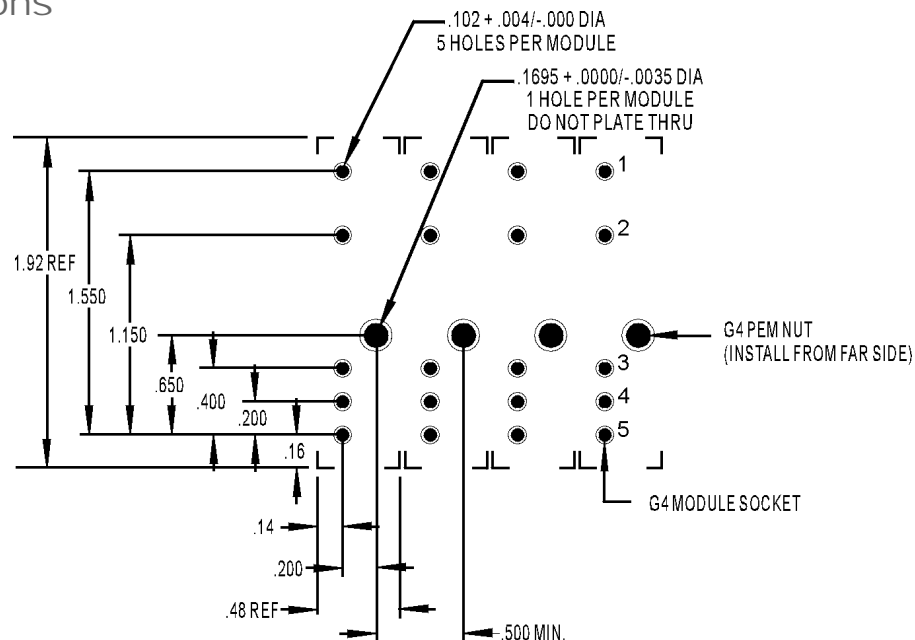 ons
.102 + .004/-.000 DIA
5 HOLES PER MODULE
.1695 + .0000/-.0035 DIA
1 HOLE PER MODULE
DO NOT PLATE THRU
1
2
1.92 REF
1.550
1.150
.650
.400
.200
.16
G4 PEM NUT
(INSTALL FROM FAR SIDE)
3
4
5
G4 MODULE SOCKET
.14
.200
.48 REF
.500 MIN.